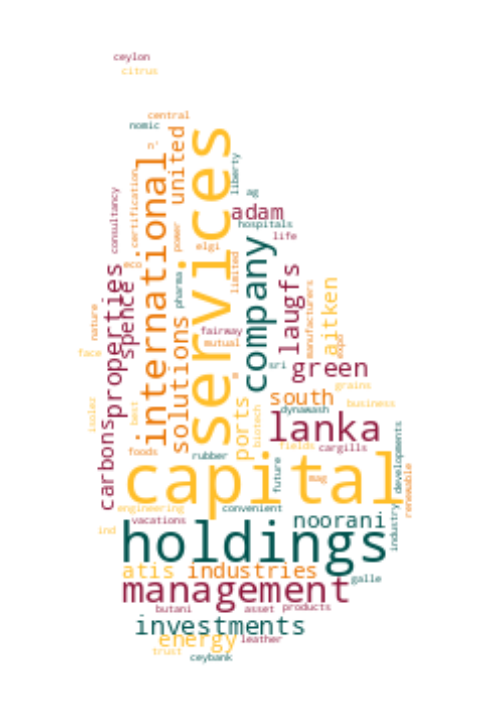 ceylon
citrus
central
nomic
n'
united
liberty
ag
adam
hospitals
life
consultancy
certification
international
services
power
elgi
company
eco
limited
laugfs
properties
spence
pharma
manufacturers
aitken
nature
fairway
mutual
expo
face
solutions
sri
green
grains
best
isolez
ports
south
business
dynawash
biotech
lanka
carbons
fields
cargills
foods
rubber
future
mag
developments
renewable
capital
engineering
convenient
vacations
noorani
industry
ind
holdings
atis
industries
galle
management
butani
asset
products
investments
energy
leather
trust
ceybank